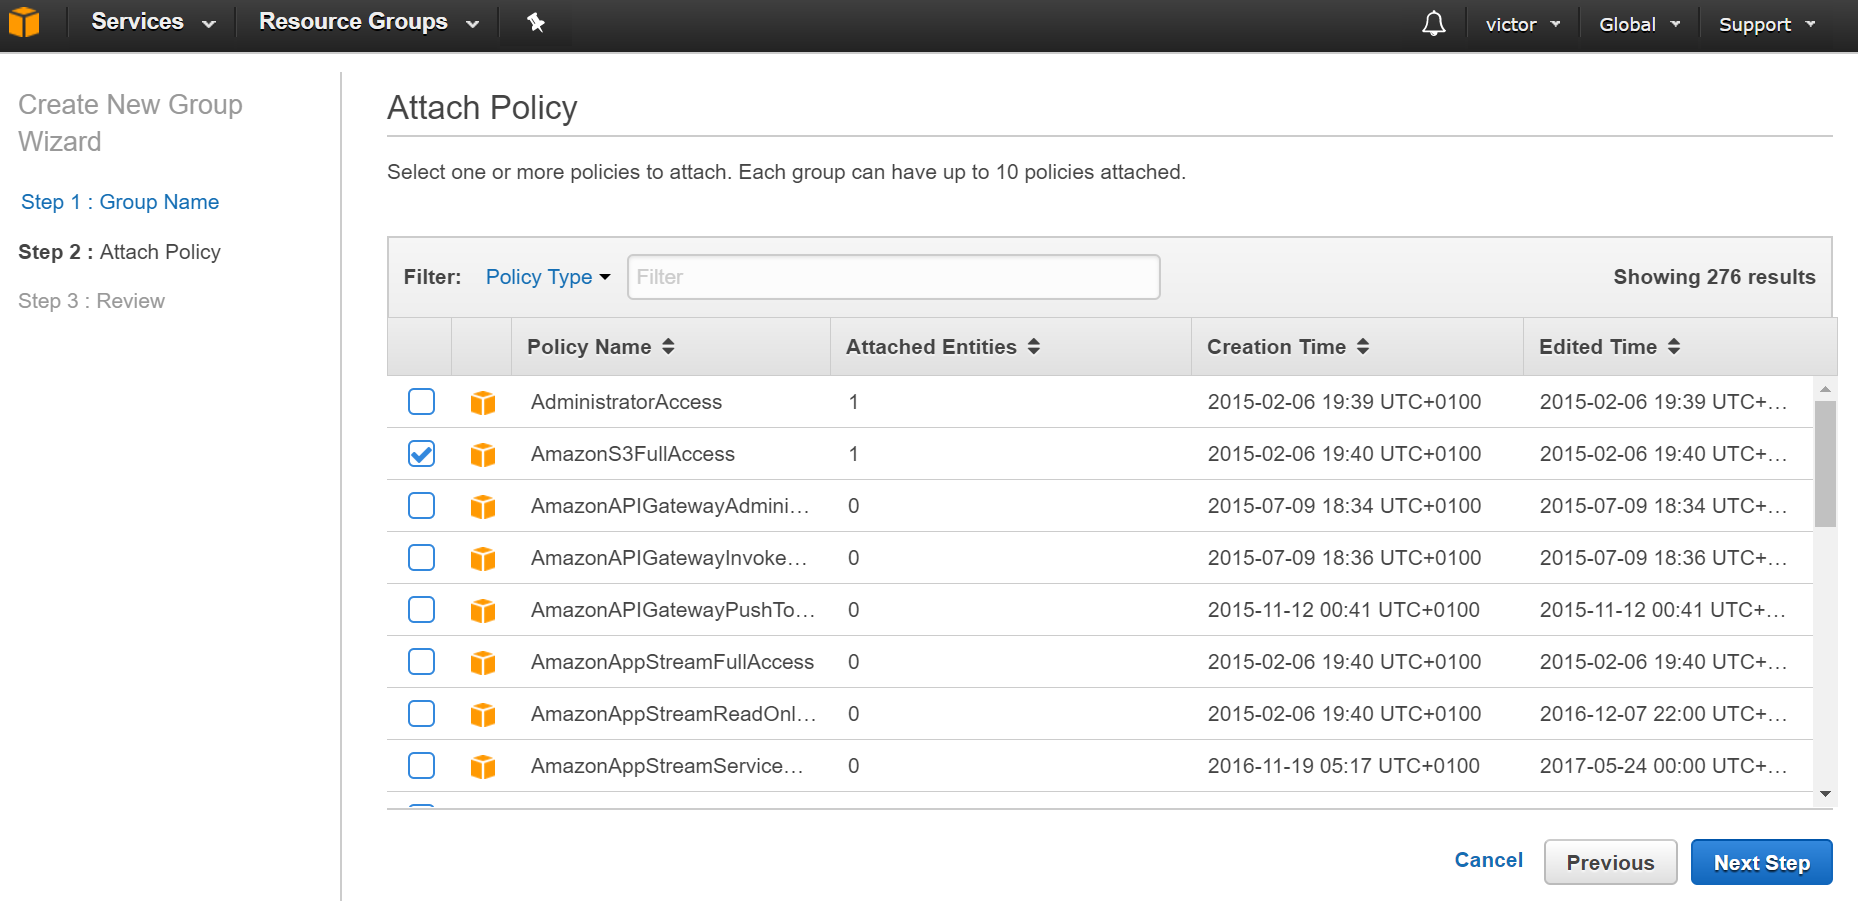 Services Resource Groups victor Global Support
Create New Group
Wizard
Step 1 : Group Name
Step 2 : Attach Policy
Step 3 : Review
Attach Policy
Select one or more policies to attach. Each group can have up to 10 policies attached.
Filter: Policy Type Filter Showing 276 results
Policy Name Attached Entities Creation Time Edited Time
AdministratorAccess 1 2015-02-06 19:39 UTC+0100 2015-02-06 19:39 UTC+…
AmazonS3FullAccess 1 2015-02-06 19:40 UTC+0100 2015-02-06 19:40 UTC+…
AmazonAPIGatewayAdmini… 0 2015-07-09 18:34 UTC+0100 2015-07-09 18:34 UTC+…
AmazonAPIGatewayInvoke… 0 2015-07-09 18:36 UTC+0100 2015-07-09 18:36 UTC+…
AmazonAPIGatewayPushTo… 0 2015-11-12 00:41 UTC+0100 2015-11-12 00:41 UTC+…
AmazonAppStreamFullAccess 0 2015-02-06 19:40 UTC+0100 2015-02-06 19:40 UTC+…
AmazonAppStreamReadOnl… 0 2015-02-06 19:40 UTC+0100 2016-12-07 22:00 UTC+…
AmazonAppStreamService… 0 2016-11-19 05:17 UTC+0100 2017-05-24 00:00 UTC+…
Cancel Previous Next Step